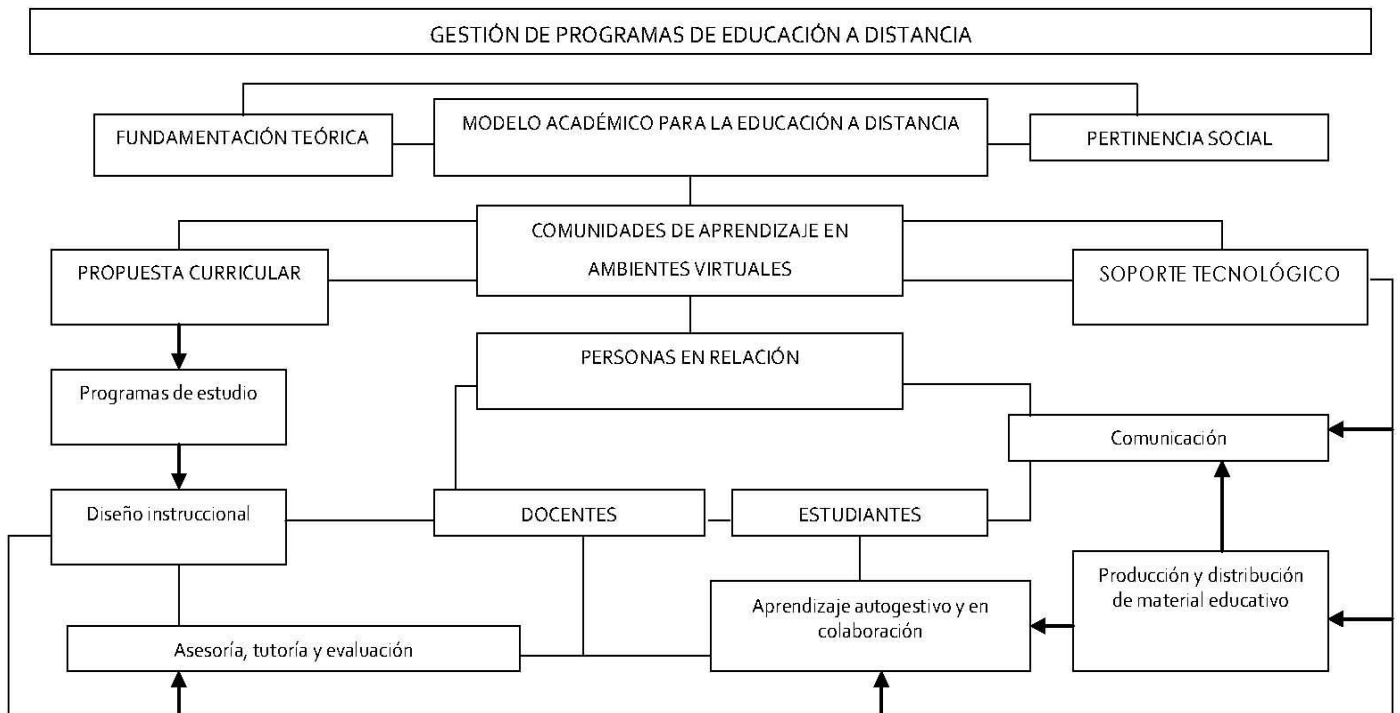 GESTIÓN DE PROGRAMAS DE EDUCACIÓN A DISTANCIA
FUNDAMENTACIÓN TEÓRICA
MODELO ACADÉMICO PARA LA EDUCACIÓN A DISTANCIA
PERTINENCIA SOCIAL
PROPUESTA CURRICULAR
COMUNIDADES DE APRENDIZAJE EN
AMBIENTES VIRTUALES
SOPORTE TECNOLÓGICO
PERSONAS EN RELACIÓN
Programas de estudio
Comunicación
Diseño instruccional
DOCENTES
ESTUDIANTES
Aprendizaje autogestivo y en
colaboración
Producción y distribución
de material educativo
Asesoría, tutoría y evaluación